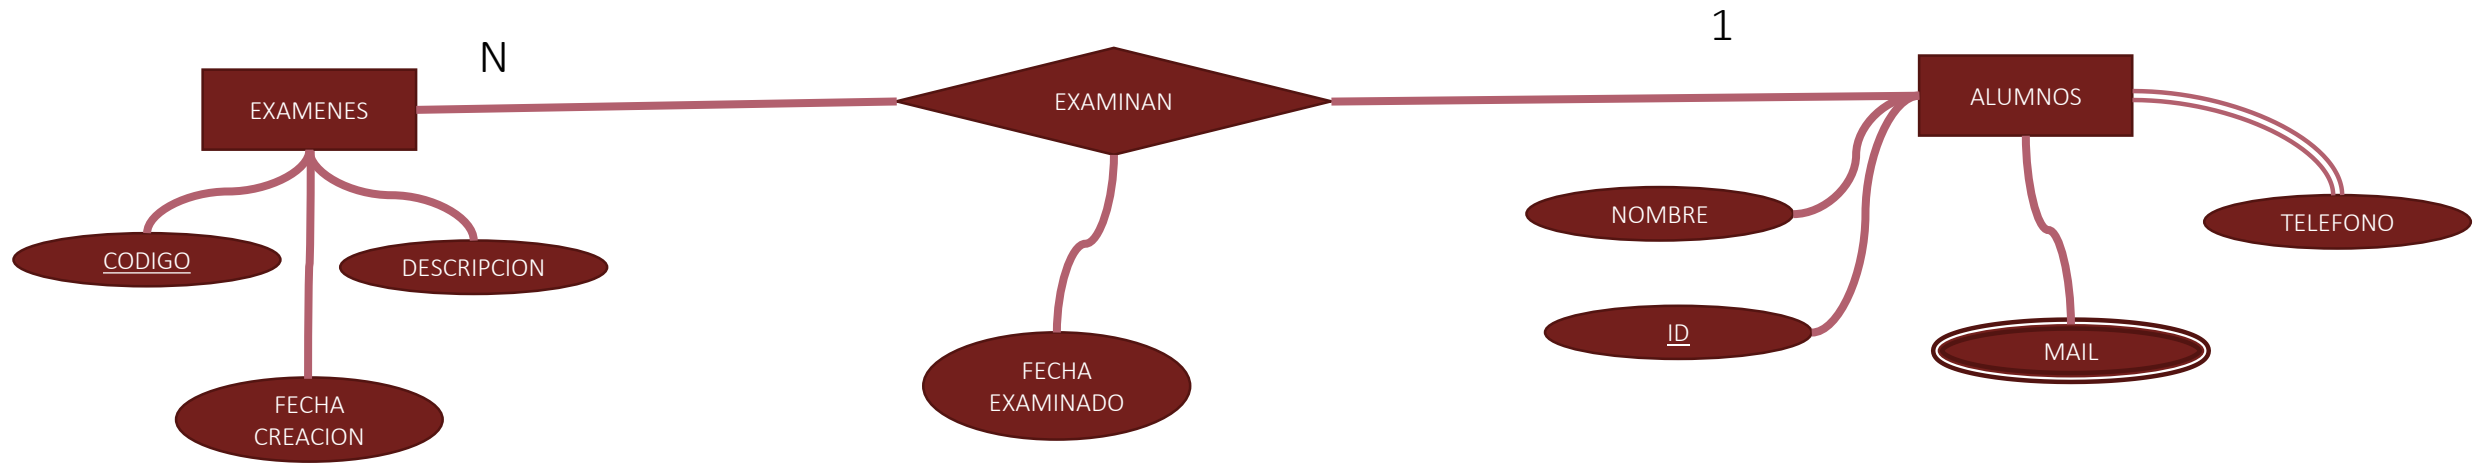 N
1
EXAMENES
EXAMINAN
ALUMNOS
NOMBRE
TELEFONO
CODIGO
DESCRIPCION
ID
MAIL
FECHA
EXAMINADO
FECHA
CREACION